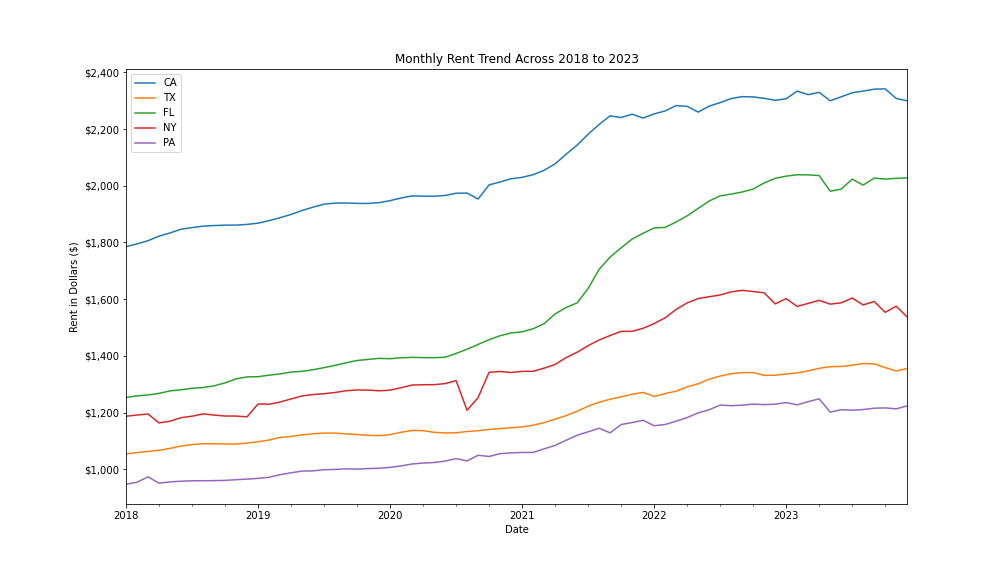 Monthly Rent Trend Across 2018 to 2023
$2,400
$2,200
$2,000
$1,800
$1,600
$1,400
$1,200
$1,000
Rent in Dollars ($)
CA
TX
FL
NY
PA
2018 2019 2020 2021 2022 2023
Date